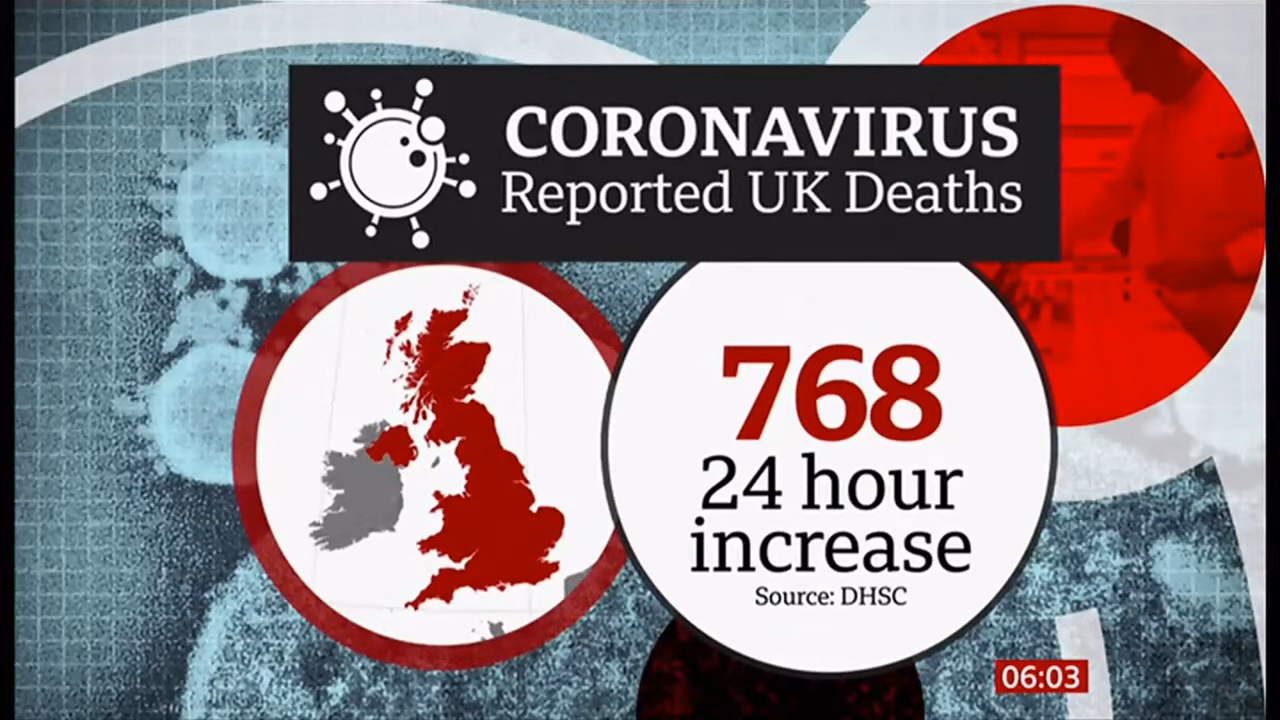 CORONAVIRUS
Reported UK Deaths
768
24 hour
increase
Source: DHSC
06:03